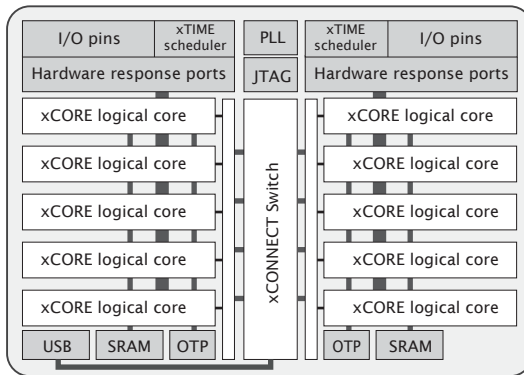 I/O pins
xTIME
scheduler
PLL
xTIME
scheduler
I/O pins
Hardware response ports
JTAG
Hardware response ports
xCORE logical core
xCORE logical core
xCORE logical core
xCORE logical core
xCORE logical core
xCONNECT Switch
xCORE logical core
xCORE logical core
xCORE logical core
xCORE logical core
xCORE logical core
USB
SRAM
OTP
OTP
SRAM